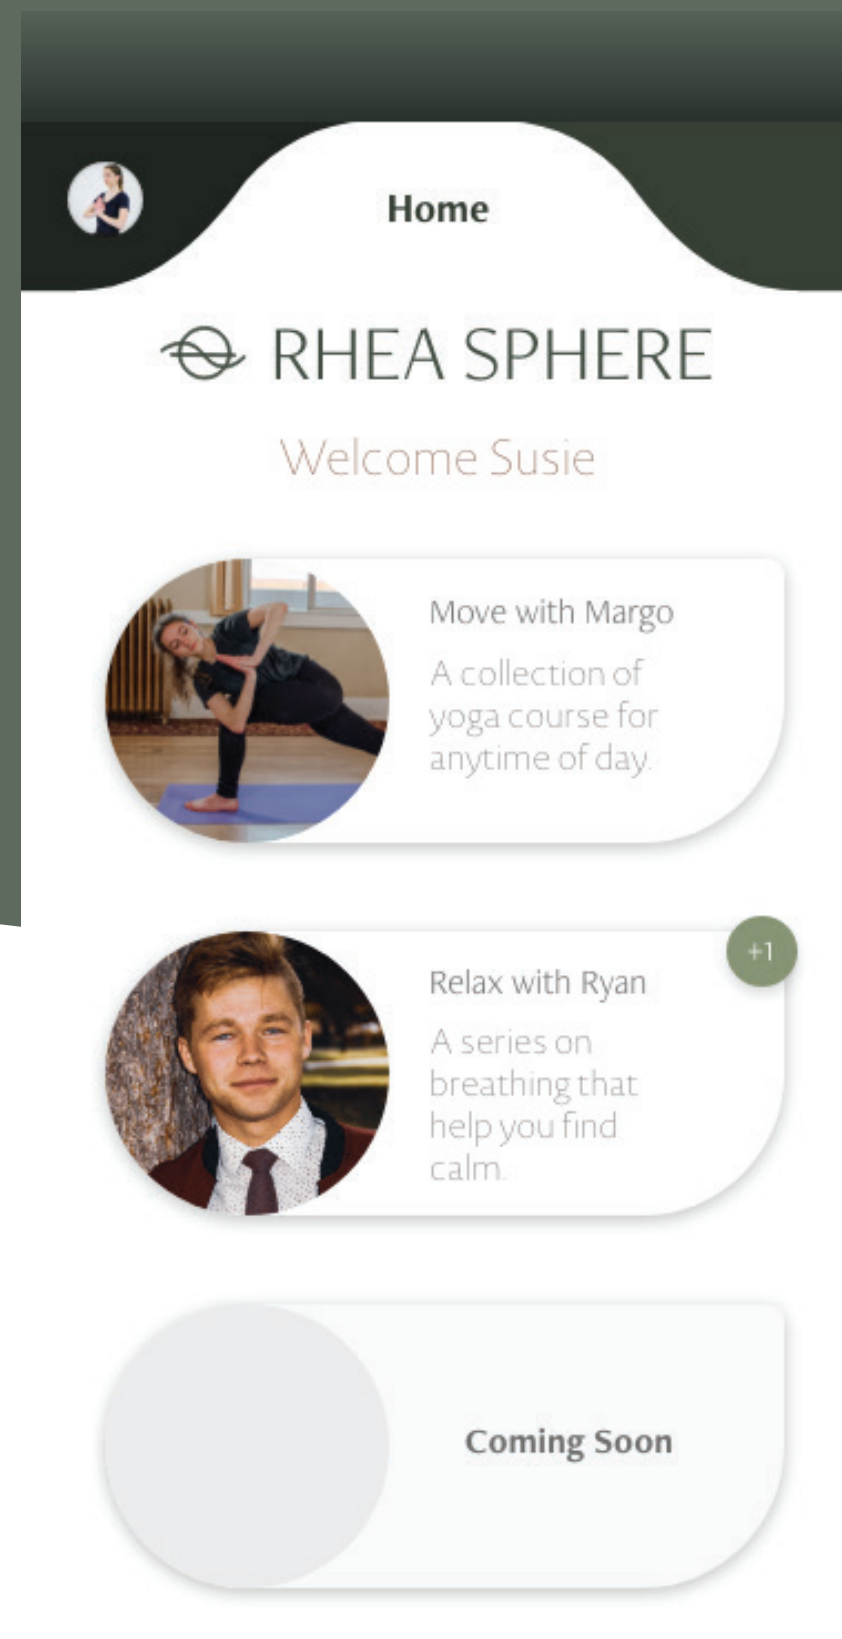 Home
RHEA SPHERE
Welcome Susie
Move with Margo
A collection of
yoga course for
anytime of day.
+1
Relax with Ryan
A series on
breathing that
help you find
calm.
Coming Soon